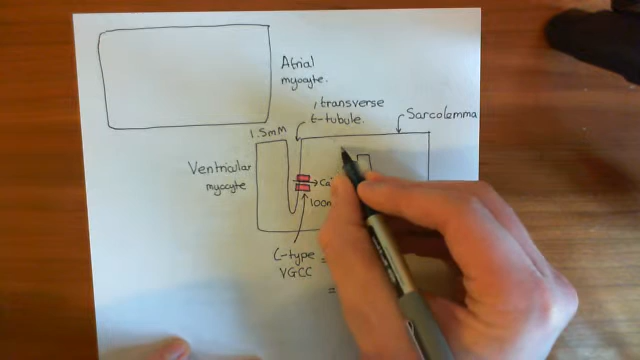 Atrial
myocyte.
transverse
t-tubule.
Sarcolemma
1.5mM
Ventricular
myocyte
Ca
100n
L-type =
VGCC
=